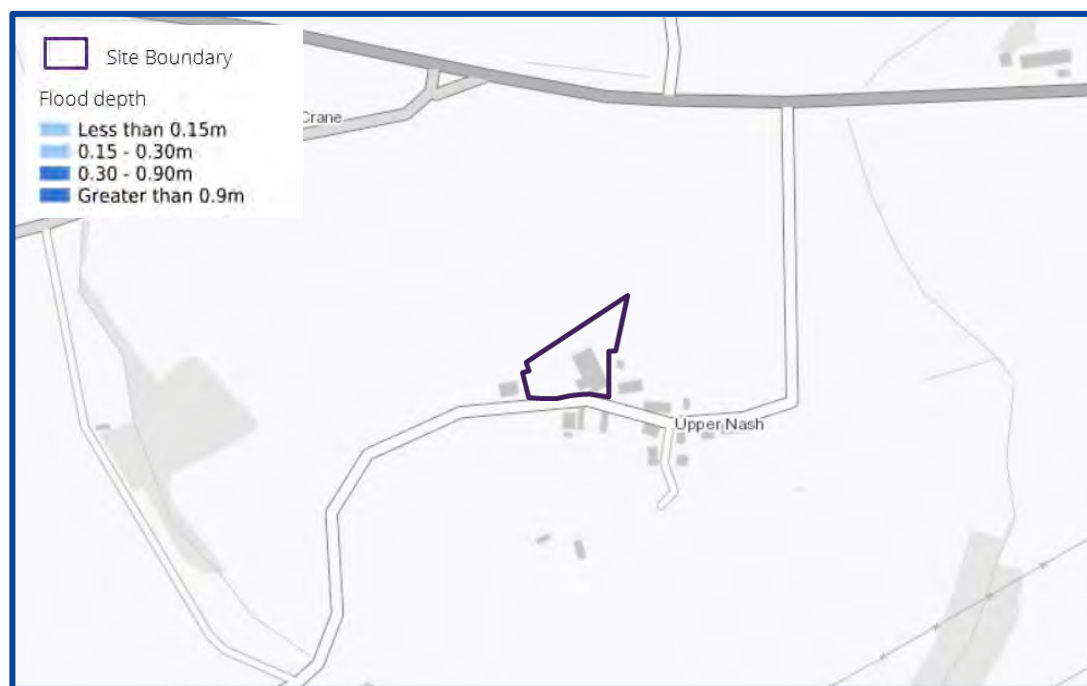 Site Boundary
Flood depth
Less than 0.15m
0.15 - 0.30m
0.30 - 0.90m
Greater than 0.9m
Crane
Upper Nash